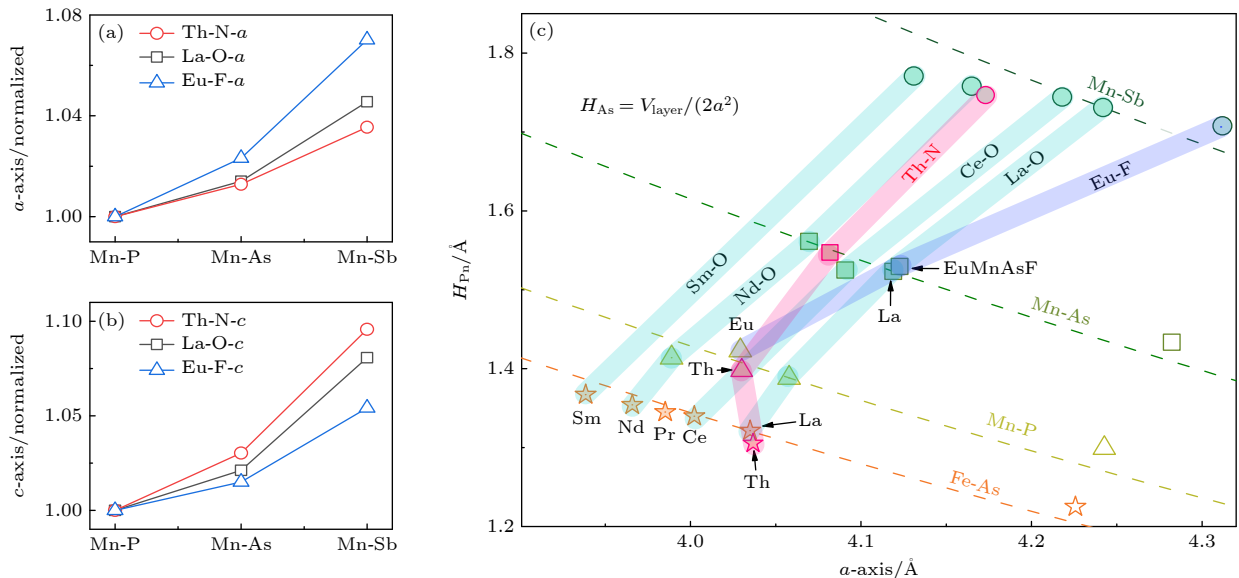 (a)
Th-N-a
La-O-a
Eu-F-a
1.08
1.04
1.00
a-axis/normalized
Mn-P
Mn-As
Mn-Sb
(b)
Th-N-c
La-O-c
Eu-F-c
1.10
1.05
1.00
c-axis/normalized
Mn-P
Mn-As
Mn-Sb
(c)
H_As = V_layer/(2a²)
1.8
1.6
1.4
1.2
H_Pn/Å
Mn-Sb
Th-N
Ce-O
La-O
Eu-F
Sm-O
Nd-O
EuMnAsF
La
Mn-As
Eu
Th
Sm
Nd
Pr
Ce
La
Th
Mn-P
Fe-As
4.0
4.1
4.2
4.3
a-axis/Å